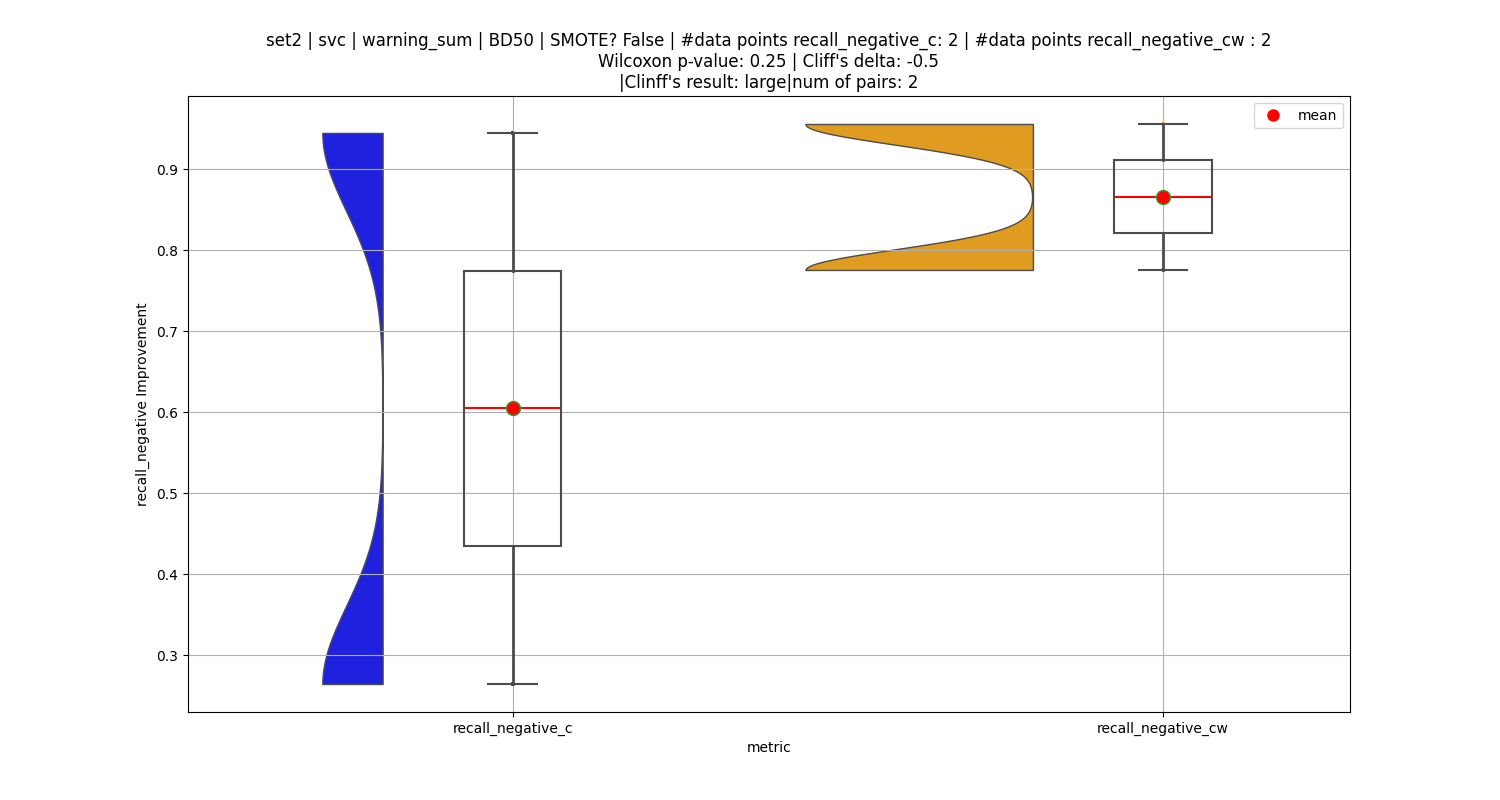 set2 | svc | warning_sum | BD50 | SMOTE? False | #data points recall_negative_c: 2 | #data points recall_negative_cw : 2
Wilcoxon p-value: 0.25 | Cliff's delta: -0.5
|Clinff's result: large|num of pairs: 2
mean
0.9
0.8
0.7
0.6
0.5
0.4
0.3
recall_negative Improvement
recall_negative_c
recall_negative_cw
metric